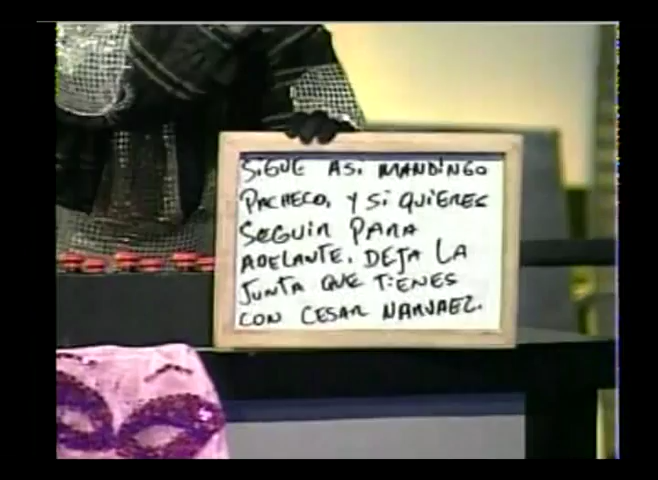 SiGUE ASi MANDiNGO
PACHECO, Y Si QUiERES
SEGUiR PARA
ADELANTE, DEJA LA
JUNTA QUE TiENES
CON CESAR NARVAEZ.